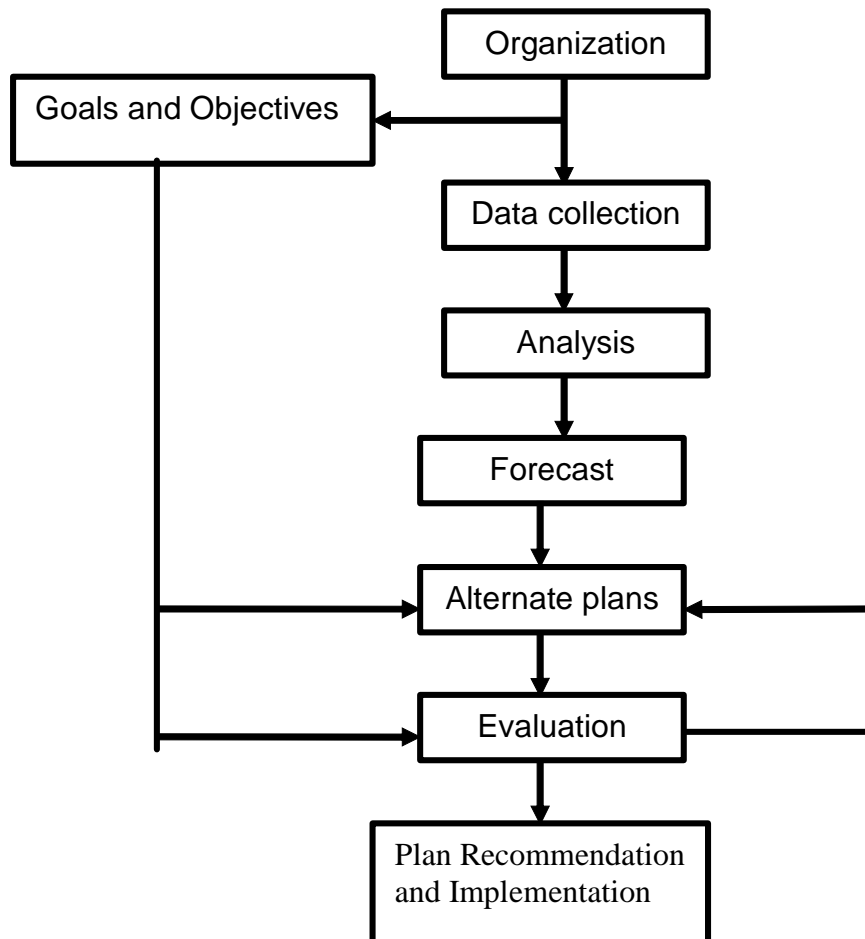 Organization
Goals and Objectives
Data collection
Analysis
Forecast
Alternate plans
Evaluation
Plan Recommendation
and Implementation